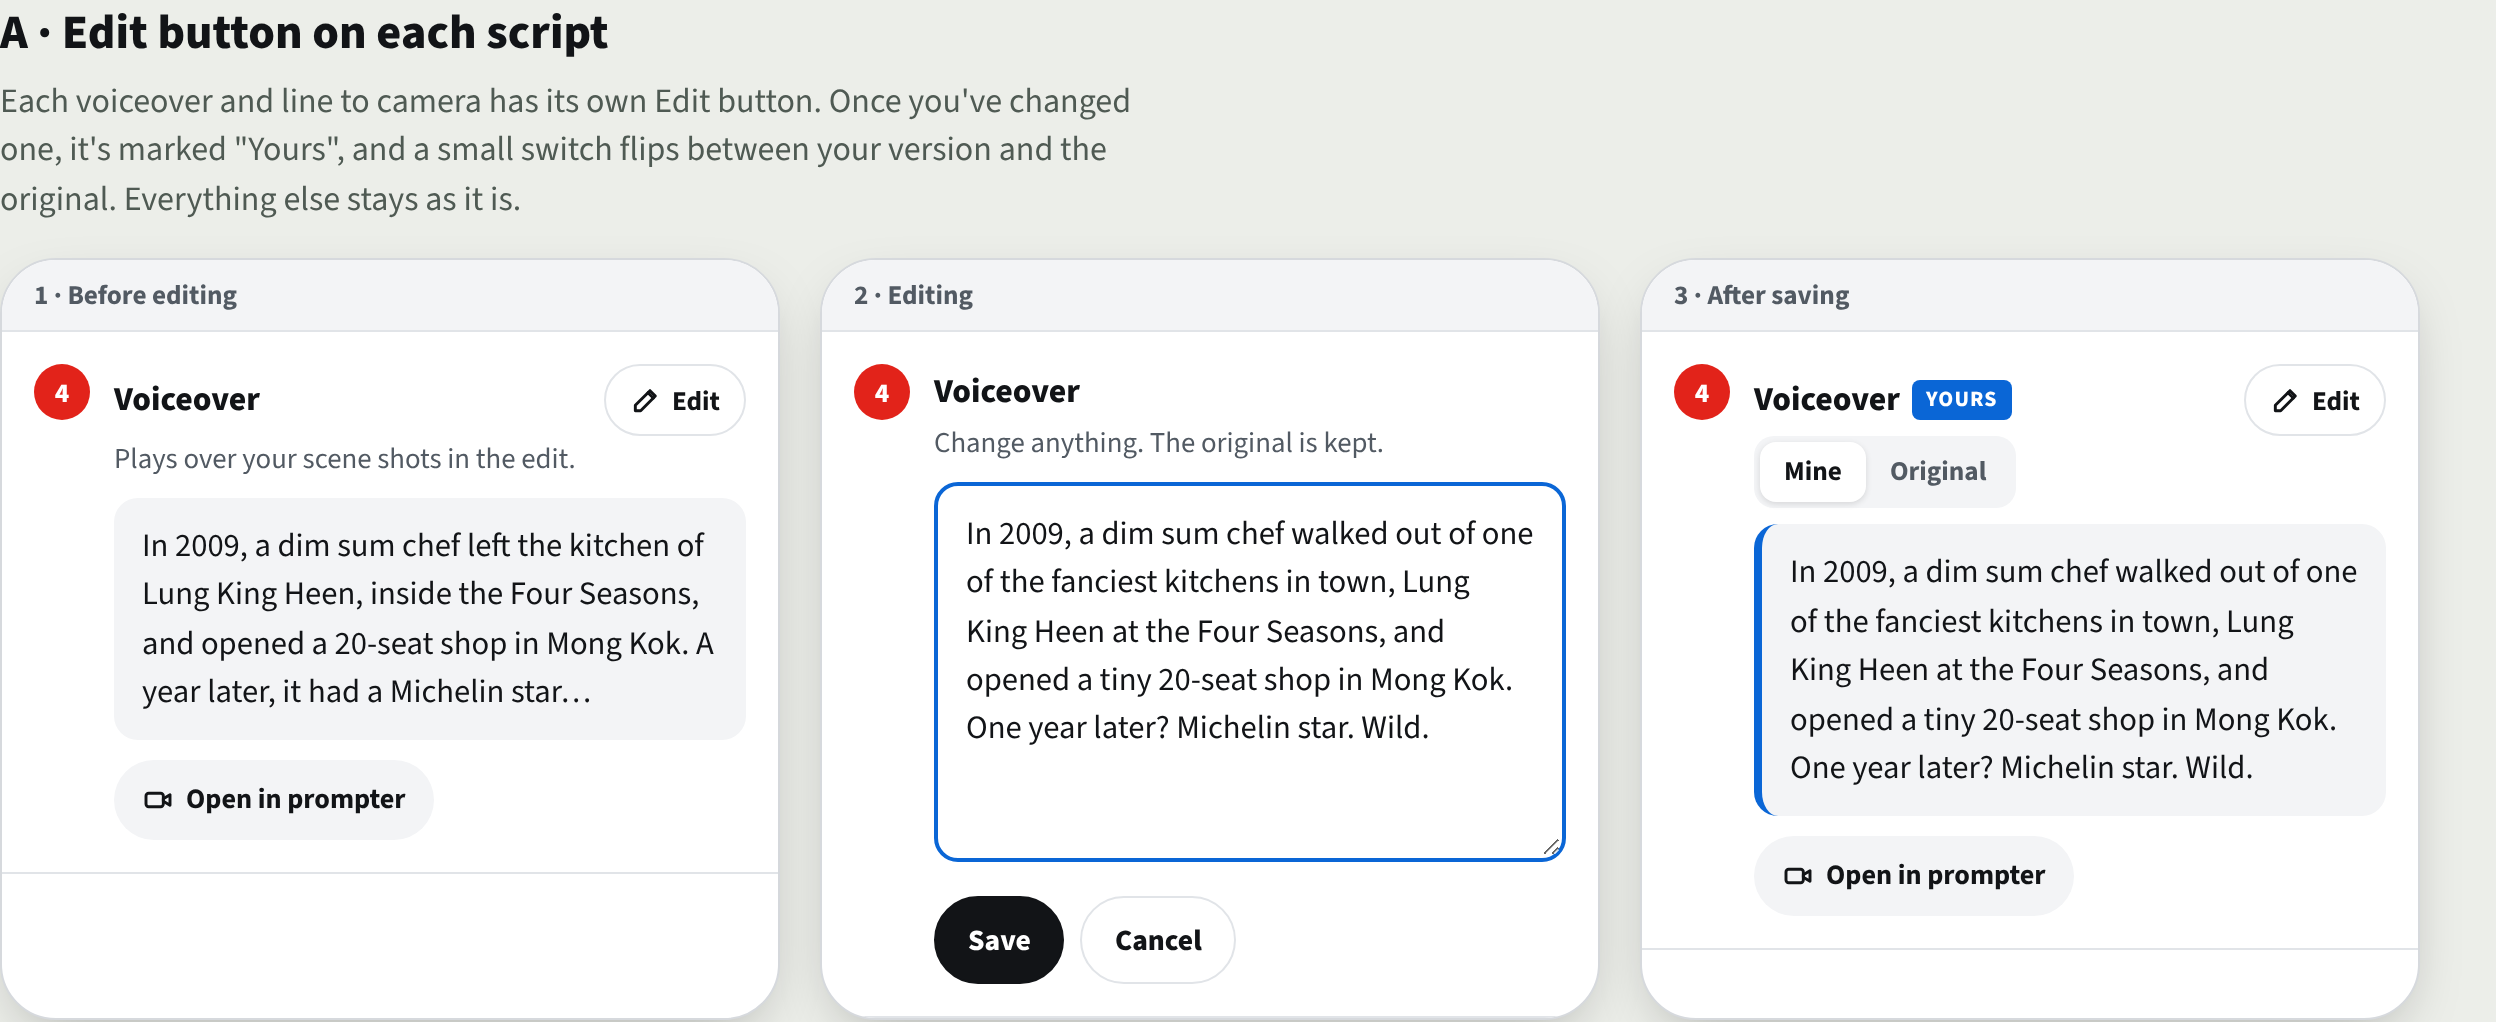 A · Edit button on each script
Each voiceover and line to camera has its own Edit button. Once you've changed
one, it's marked "Yours", and a small switch flips between your version and the
original. Everything else stays as it is.
1 · Before editing
4
Voiceover
Edit
Plays over your scene shots in the edit.
In 2009, a dim sum chef left the kitchen of
Lung King Heen, inside the Four Seasons,
and opened a 20-seat shop in Mong Kok. A
year later, it had a Michelin star…
Open in prompter
2 · Editing
4
Voiceover
Change anything. The original is kept.
In 2009, a dim sum chef walked out of one
of the fanciest kitchens in town, Lung
King Heen at the Four Seasons, and
opened a tiny 20-seat shop in Mong Kok.
One year later? Michelin star. Wild.
Save
Cancel
3 · After saving
4
Voiceover
YOURS
Edit
Mine
Original
In 2009, a dim sum chef walked out of one
of the fanciest kitchens in town, Lung
King Heen at the Four Seasons, and
opened a tiny 20-seat shop in Mong Kok.
One year later? Michelin star. Wild.
Open in prompter